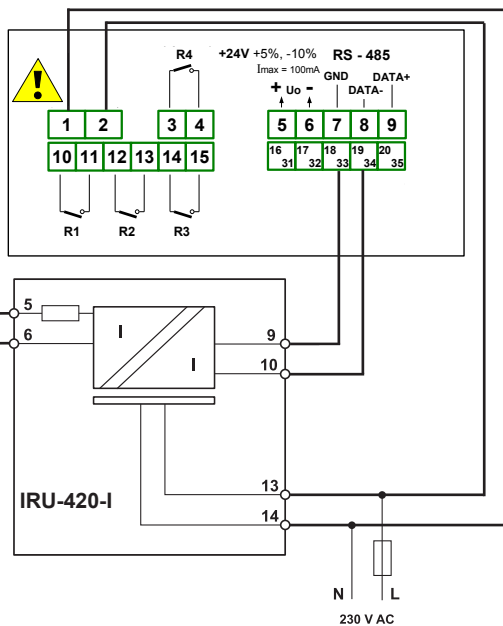 R4 +24V +5%, -10% RS - 485
Imax = 100mA
+ Uo - GND DATA- DATA+
1 2 3 4 5 6 7 8 9
10 11 12 13 14 15 16 31 17 32 18 33 19 34 20 35
R1 R2 R3
5
6
I
I
9
10
IRU-420-I
13
14
N L
230 V AC